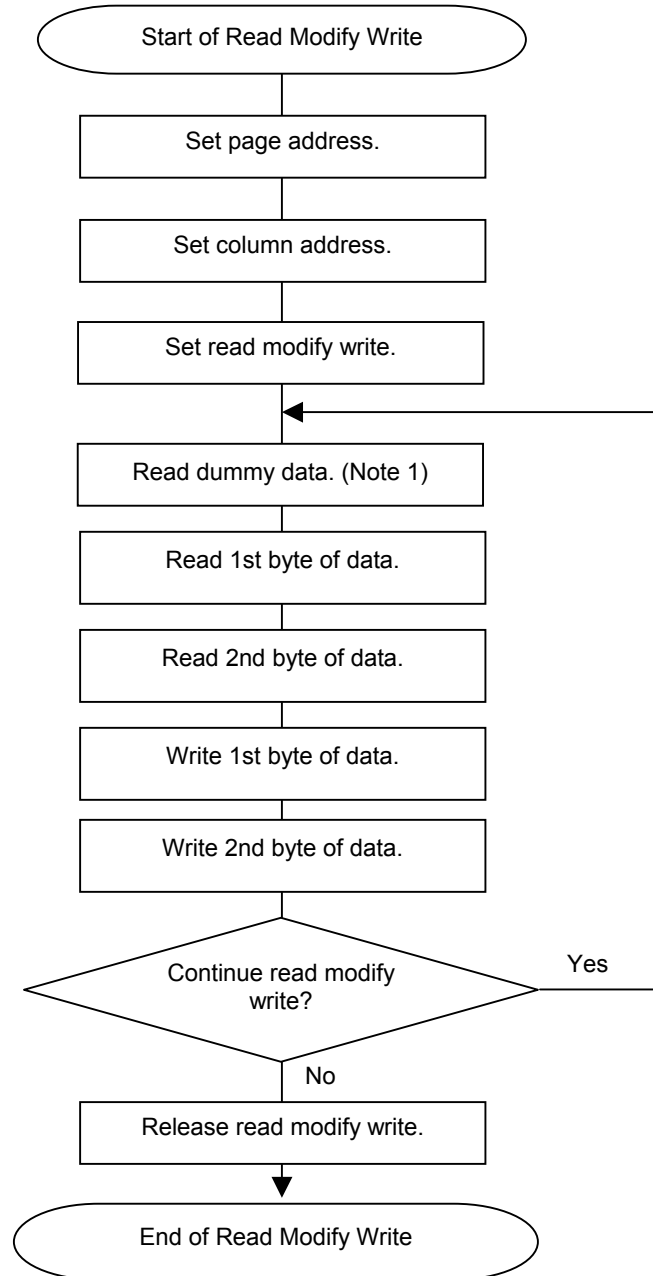 Start of Read Modify Write
Set page address.
Set column address.
Set read modify write.
Read dummy data. (Note 1)
Read 1st byte of data.
Read 2nd byte of data.
Write 1st byte of data.
Write 2nd byte of data.
Continue read modify
write?
Yes
No
Release read modify write.
End of Read Modify Write